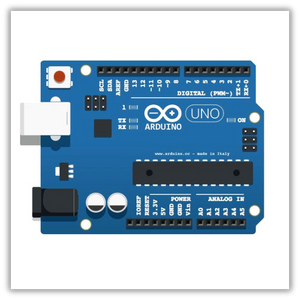 SCL
SDA
AREF
GND
13
12
~11
~10
~9
8
7
~6
~5
4
~3
2
TX→1
RX←0
DIGITAL (PWM~)
1
TX
RX
ARDUINO
UNO
ON
www.arduino.cc - made in Italy
IOREF
RESET
3.3V
5V
GND
GND
Vin
POWER
ANALOG IN
A0
A1
A2
A3
A4
A5